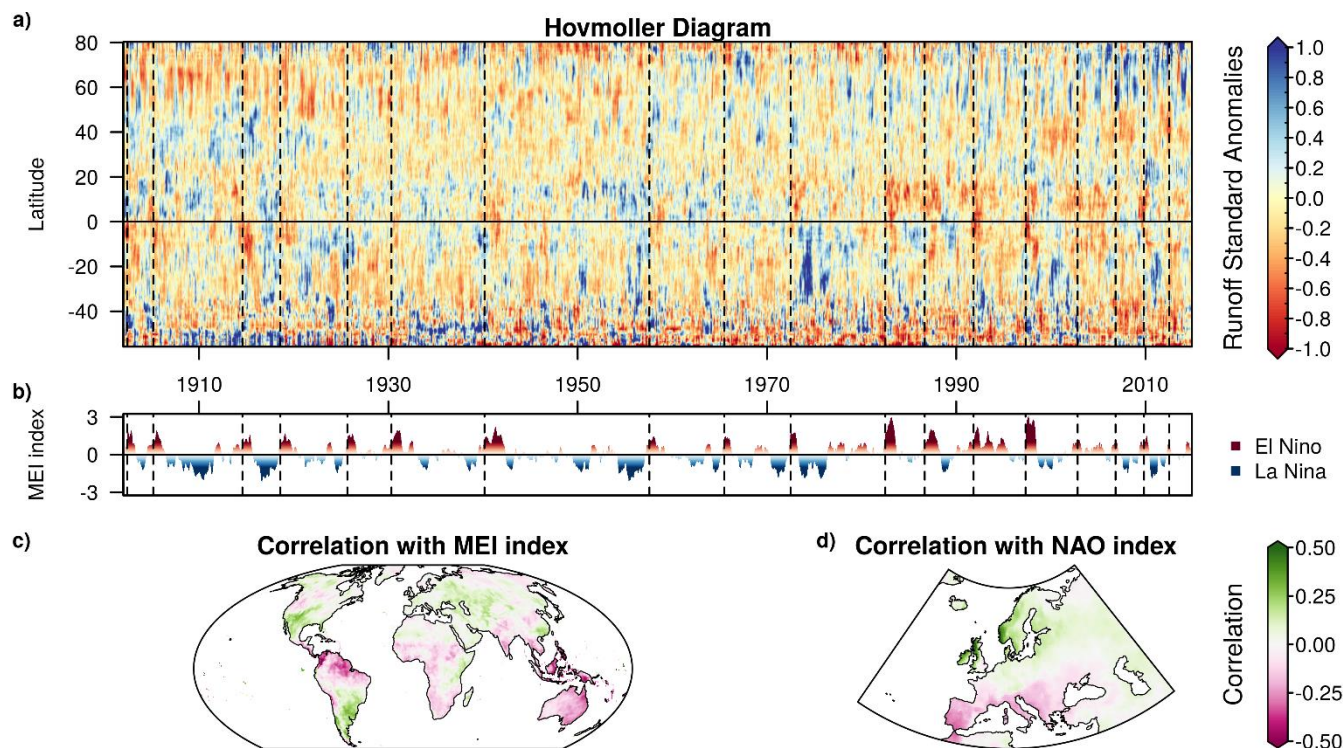 a)
Hovmoller Diagram
80
60
40
20
0
-20
-40
Latitude
1.0
0.8
0.6
0.4
0.2
0.0
-0.2
-0.4
-0.6
-0.8
-1.0
Runoff Standard Anomalies
1910
1930
1950
1970
1990
2010
b)
3
0
-3
MEI index
El Nino
La Nina
c)
Correlation with MEI index
d)
Correlation with NAO index
0.50
0.25
0.00
-0.25
-0.50
Correlation